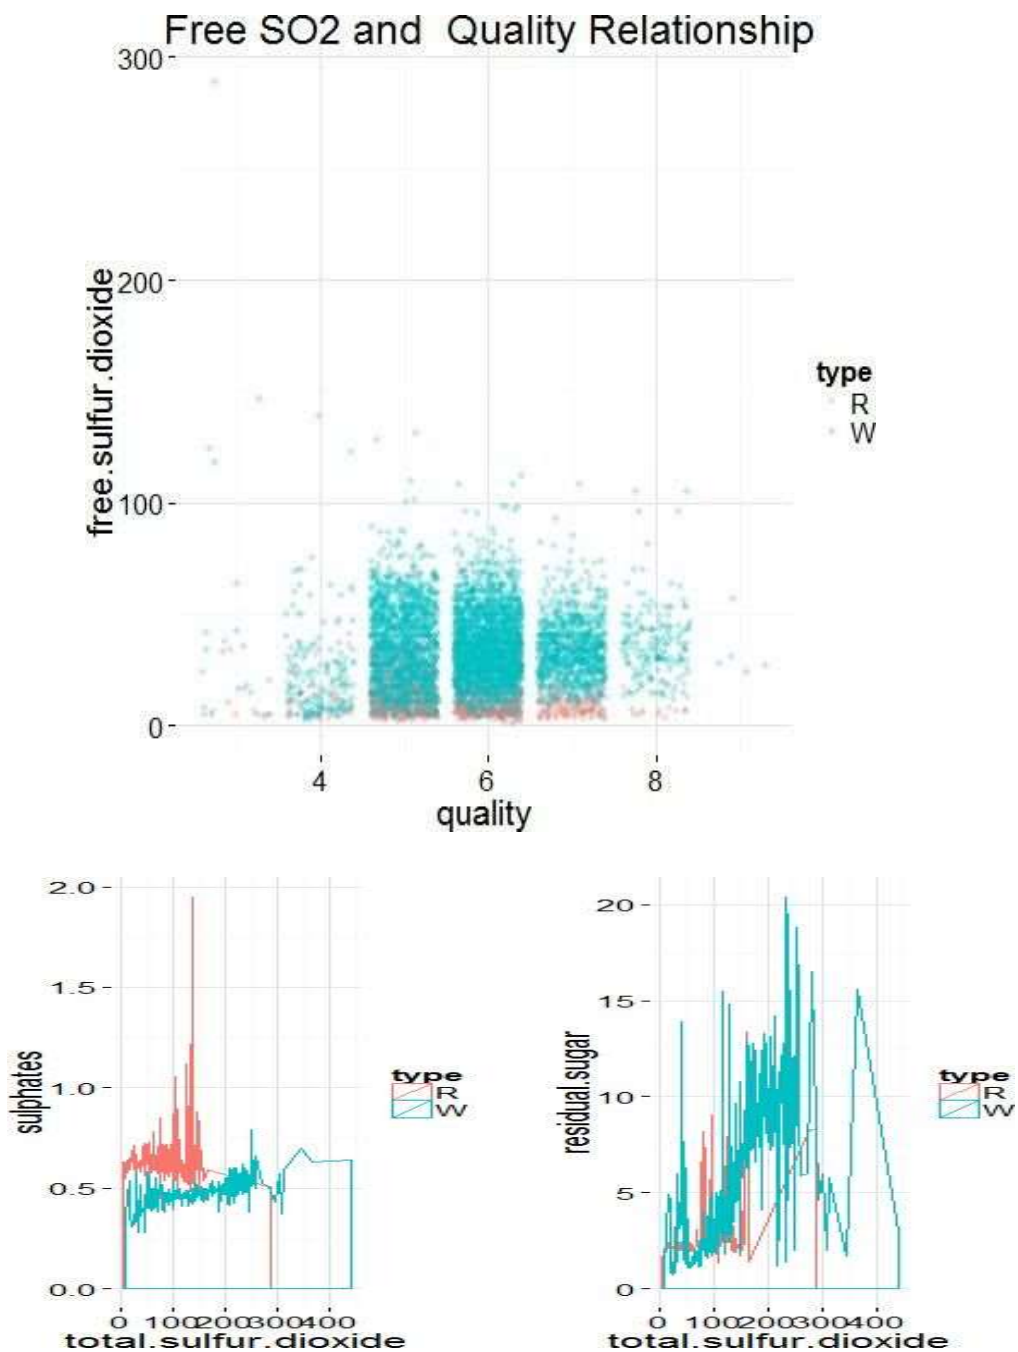 Free SO2 and Quality Relationship
300
200
100
0
free.sulfur.dioxide
4 6 8
quality
type
R
W
2.0
1.5
1.0
0.5
0.0
sulphates
0 100 200 300 400
total.sulfur.dioxide
type
R
W
20
15
10
5
0
residual.sugar
0 100 200 300 400
total.sulfur.dioxide
type
R
W